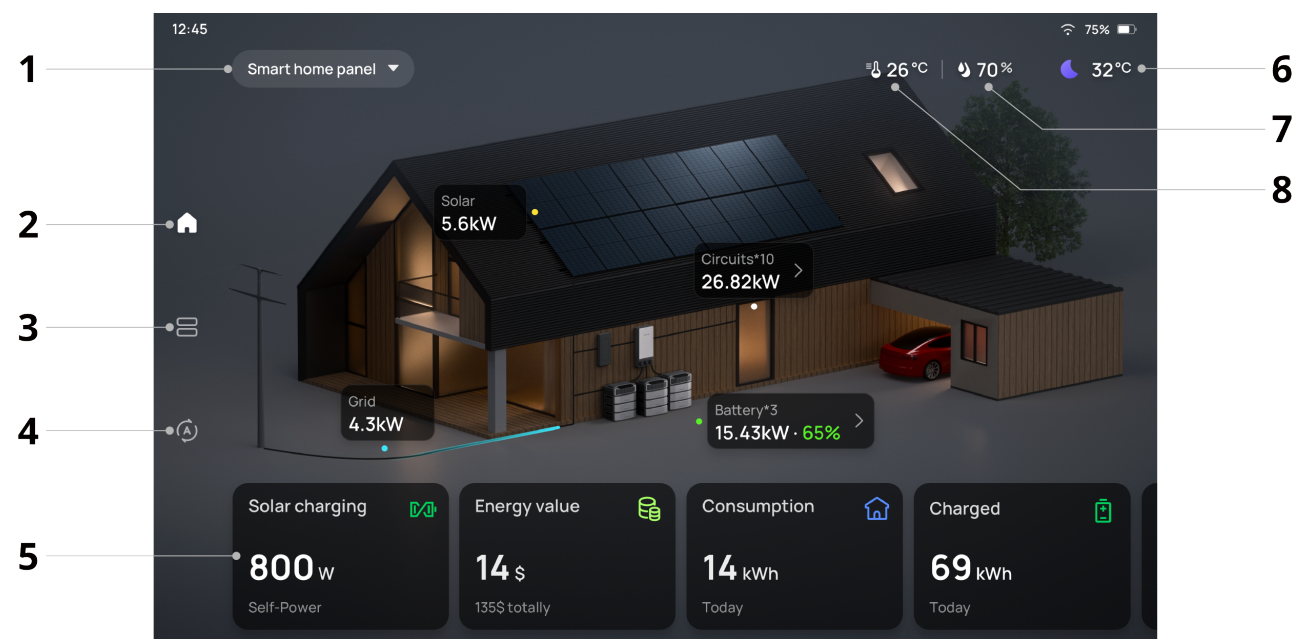 12:45
75%
1
Smart home panel
26°C
70%
32°C
6
7
8
2
Solar
5.6kW
Circuits*10
26.82kW
3
Grid
4.3kW
Battery*3
15.43kW · 65%
4
A
Solar charging
Energy value
Consumption
Charged
5
800 W
14 $
14 kWh
69 kWh
Self-Power
135$ totally
Today
Today